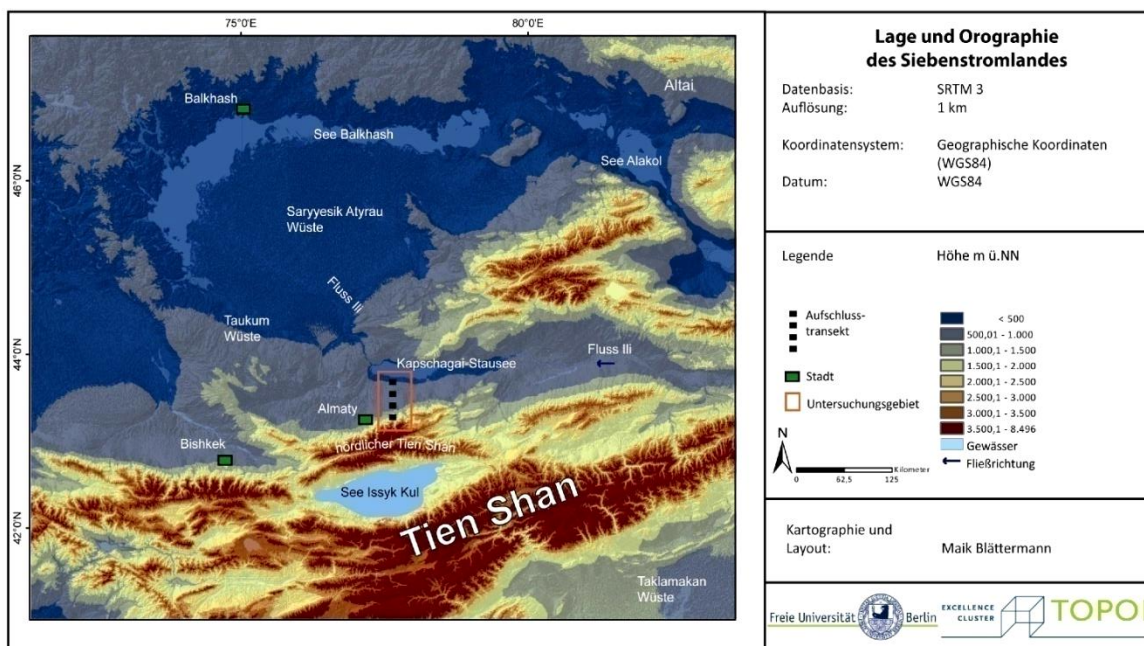 75°0'E
80°0'E
46°0'N
44°0'N
42°0'N
Altai
Balkhash
See Balkhash
See Alakol
Saryyesik Atyrau
Wüste
Fluss Ili
Taukum
Wüste
Kapschagai-Stausee
Fluss Ili
Almaty
Bishkek
nördlicher Tien Shan
See Issyk Kul
Tien Shan
Taklamakan
Wüste
Lage und Orographie
des Siebenstromlandes
Datenbasis: SRTM 3
Auflösung: 1 km
Koordinatensystem: Geographische Koordinaten
(WGS84)
Datum: WGS84
Legende
Höhe m ü.NN
Aufschluss-
transekt
Stadt
Untersuchungsgebiet
< 500
500,01 - 1.000
1.000,1 - 1.500
1.500,1 - 2.000
2.000,1 - 2.500
2.500,1 - 3.000
3.000,1 - 3.500
3.500,1 - 8.496
Gewässer
Fließrichtung
N
Kilometer
0 62,5 125
Kartographie und
Layout: Maik Blättermann
Freie Universität Berlin
EXCELLENCE
CLUSTER
TOPOI